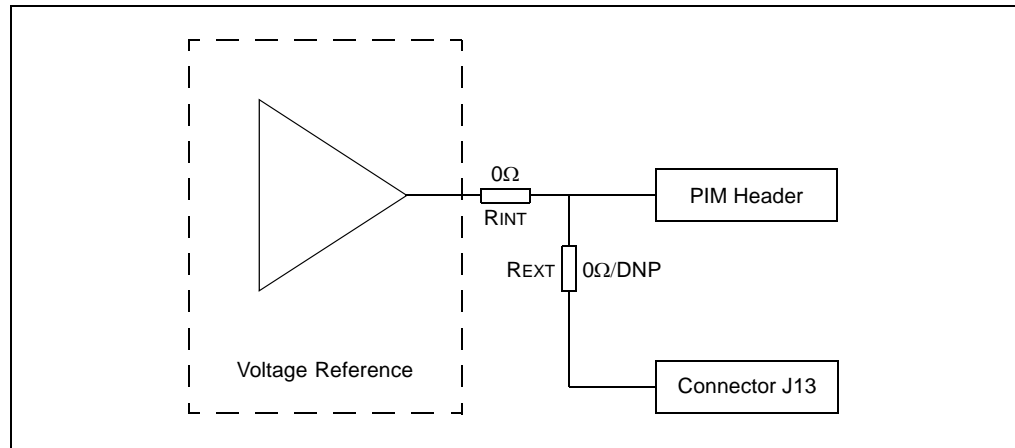 0Ω
RINT
PIM Header
REXT 0Ω/DNP
Voltage Reference
Connector J13